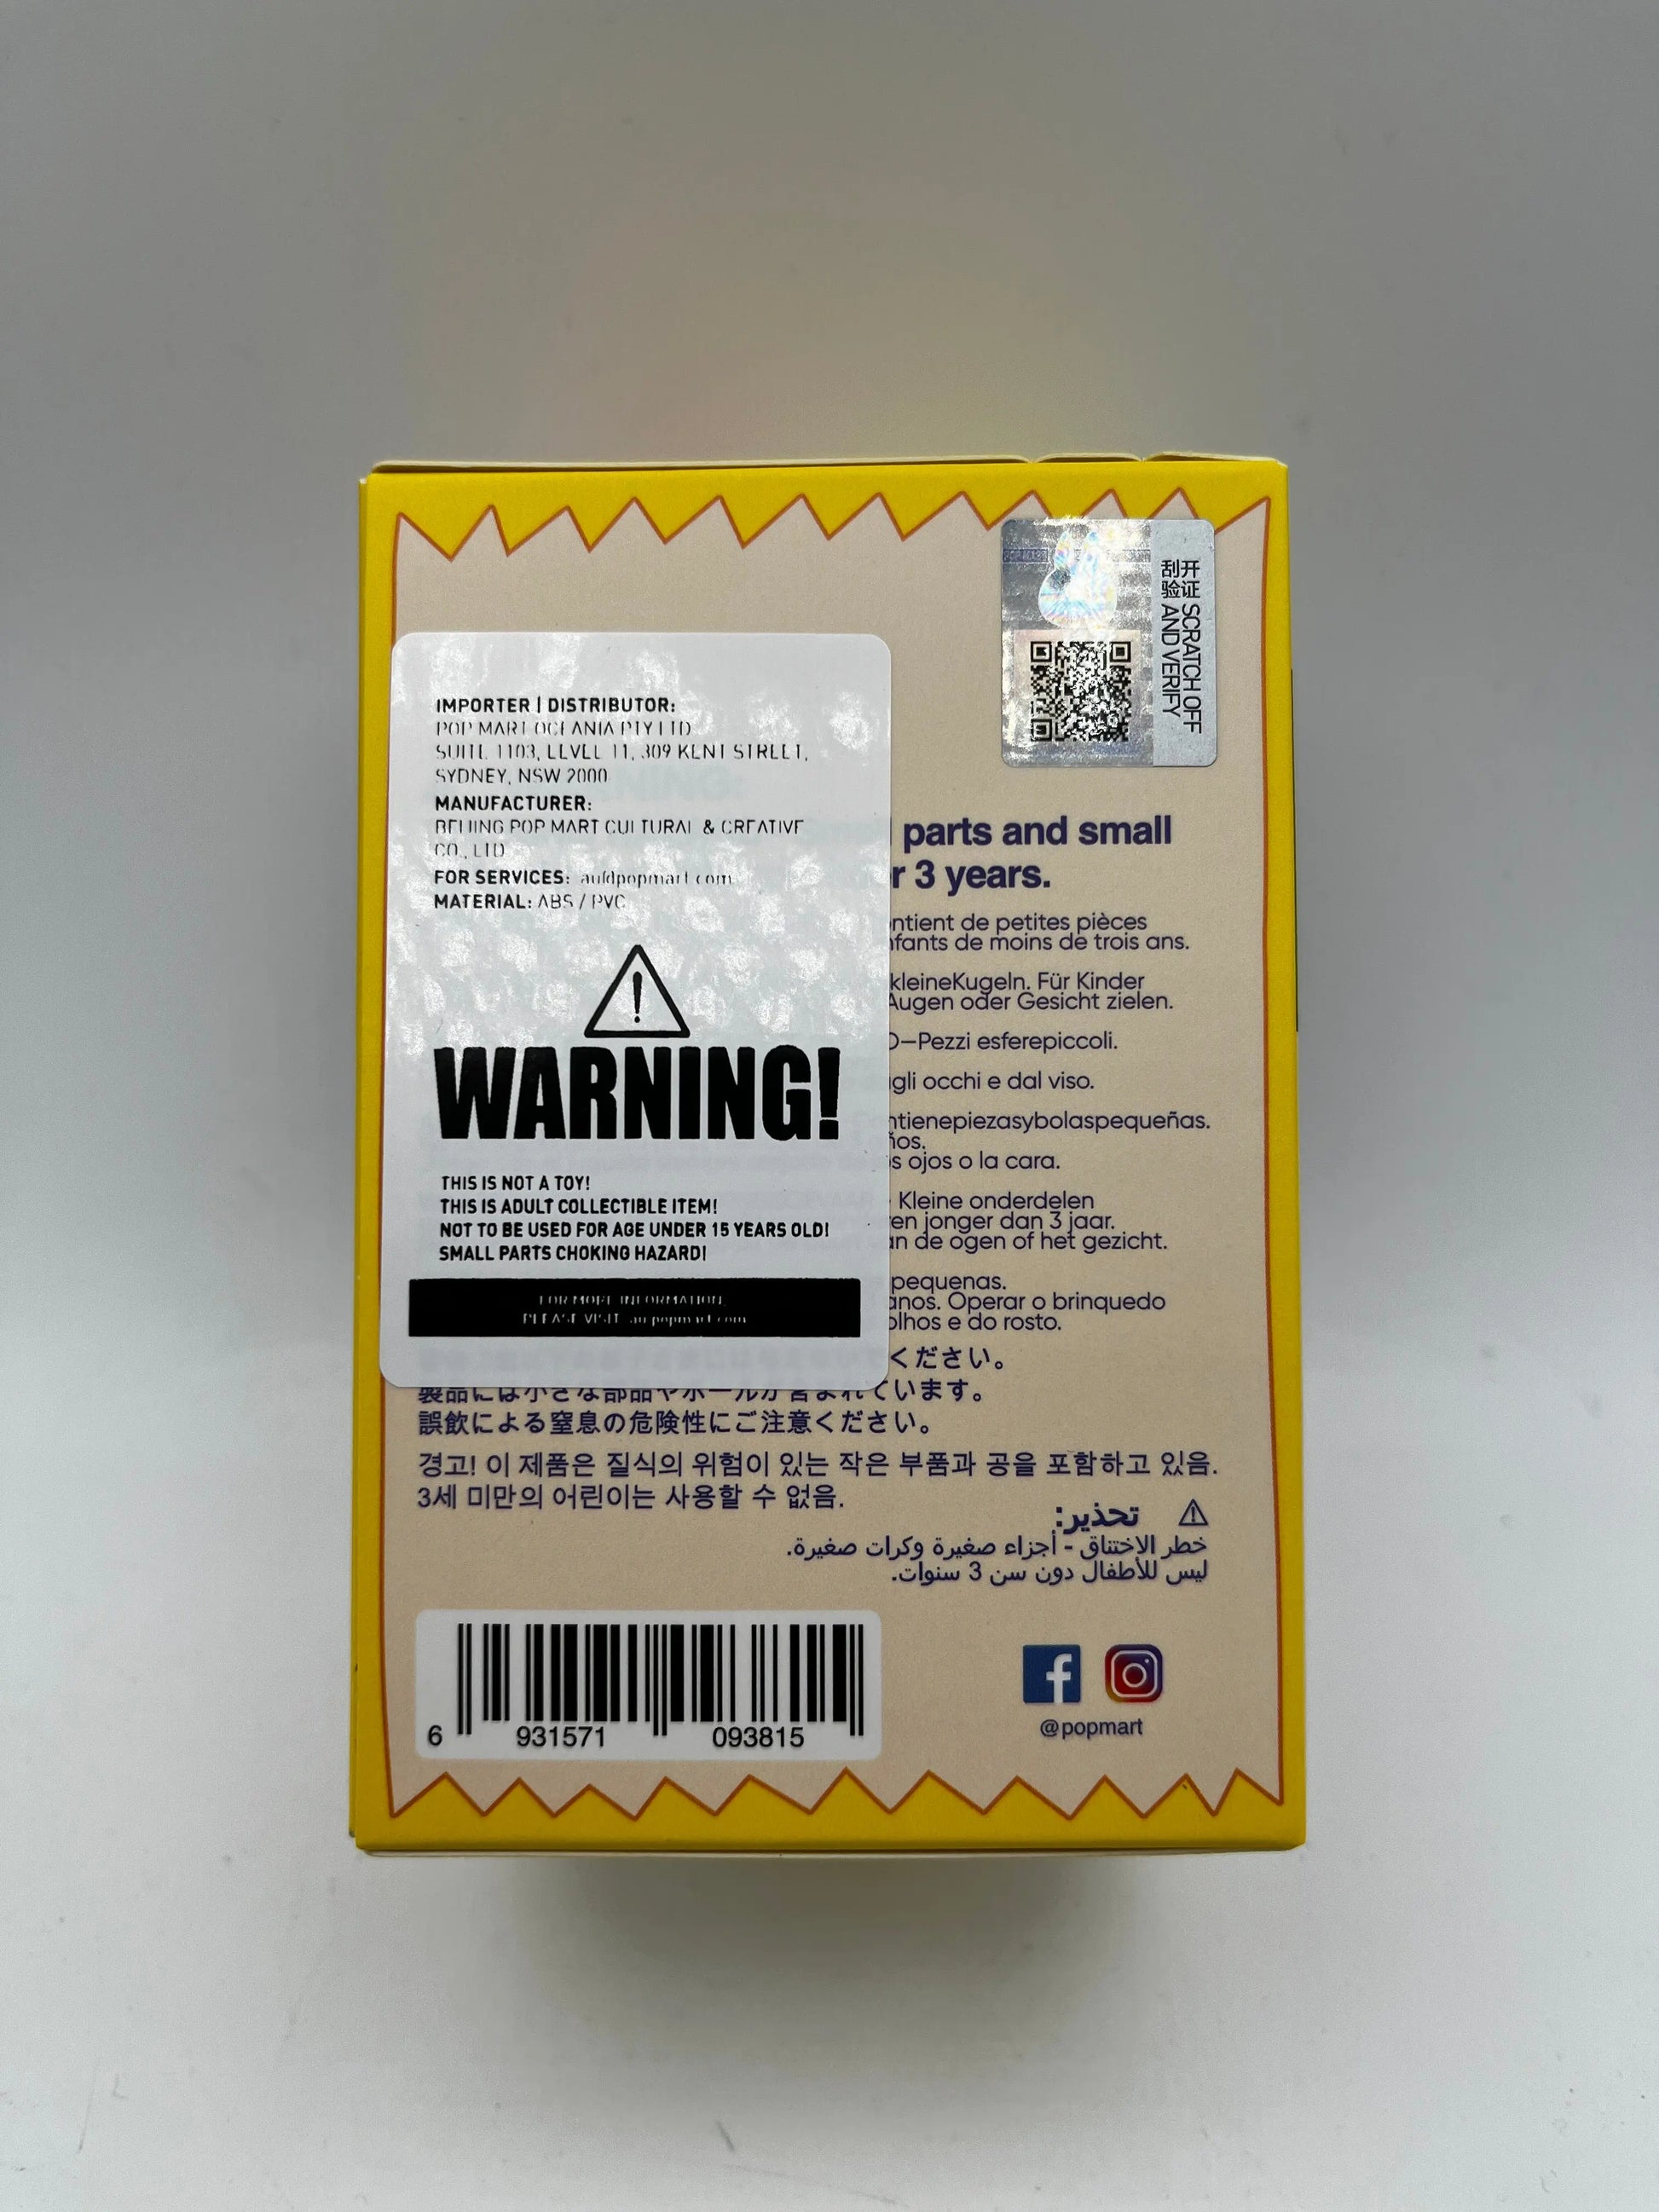 刮开
验证
SCRATCH OFF
AND VERIFY
IMPORTER | DISTRIBUTOR:
POP MART OCEANIA PTY LTD
SUITE 1103, LEVEL 11, 309 KENT STREET,
SYDNEY, NSW 2000
MANUFACTURER:
BEIJING POP MART CULTURAL & CREATIVE
CO., LTD
FOR SERVICES:
MATERIAL: ABS / PVC
WARNING!
THIS IS NOT A TOY!
THIS IS ADULT COLLECTIBLE ITEM!
NOT TO BE USED FOR AGE UNDER 15 YEARS OLD!
SMALL PARTS CHOKING HAZARD!
FOR MORE INFORMATION
PLEASE VISIT au.popmart.com
parts and small
r 3 years.
ntient de petites pièces
nfants de moins de trois ans.
kleineKugeln. Für Kinder
Augen oder Gesicht zielen.
O–Pezzi esferepiccoli.
gli occhi e dal viso.
ntienepiezasybolaspequeñas.
ños.
s ojos o la cara.
Kleine onderdelen
en jonger dan 3 jaar.
an de ogen of het gezicht.
pequenas.
anos. Operar o brinquedo
olhos e do rosto.
ください。
製品には小さな部品やボールが含まれています。
誤飲による窒息の危険性にご注意ください。
경고! 이 제품은 질식의 위험이 있는 작은 부품과 공을 포함하고 있음.
3세 미만의 어린이는 사용할 수 없음.
تحذير:
خطر الاختناق - أجزاء صغيرة وكرات صغيرة.
ليس للأطفال دون سن 3 سنوات.
6 931571 093815
@popmart